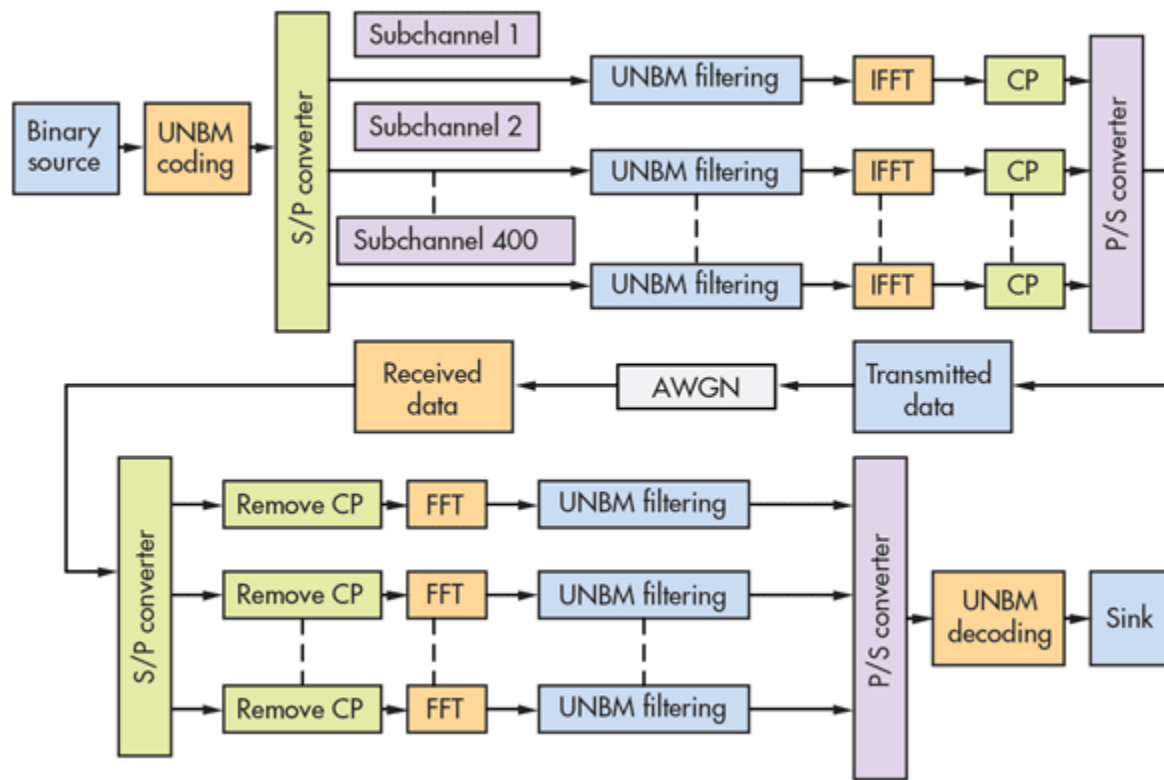 Subchannel 1
UNBM filtering
IFFT
CP
Binary
source
UNBM
coding
S/P converter
Subchannel 2
UNBM filtering
IFFT
CP
P/S converter
Subchannel 400
UNBM filtering
IFFT
CP
Received
data
AWGN
Transmitted
data
S/P converter
Remove CP
FFT
UNBM filtering
Remove CP
FFT
UNBM filtering
Remove CP
FFT
UNBM filtering
P/S converter
UNBM
decoding
Sink